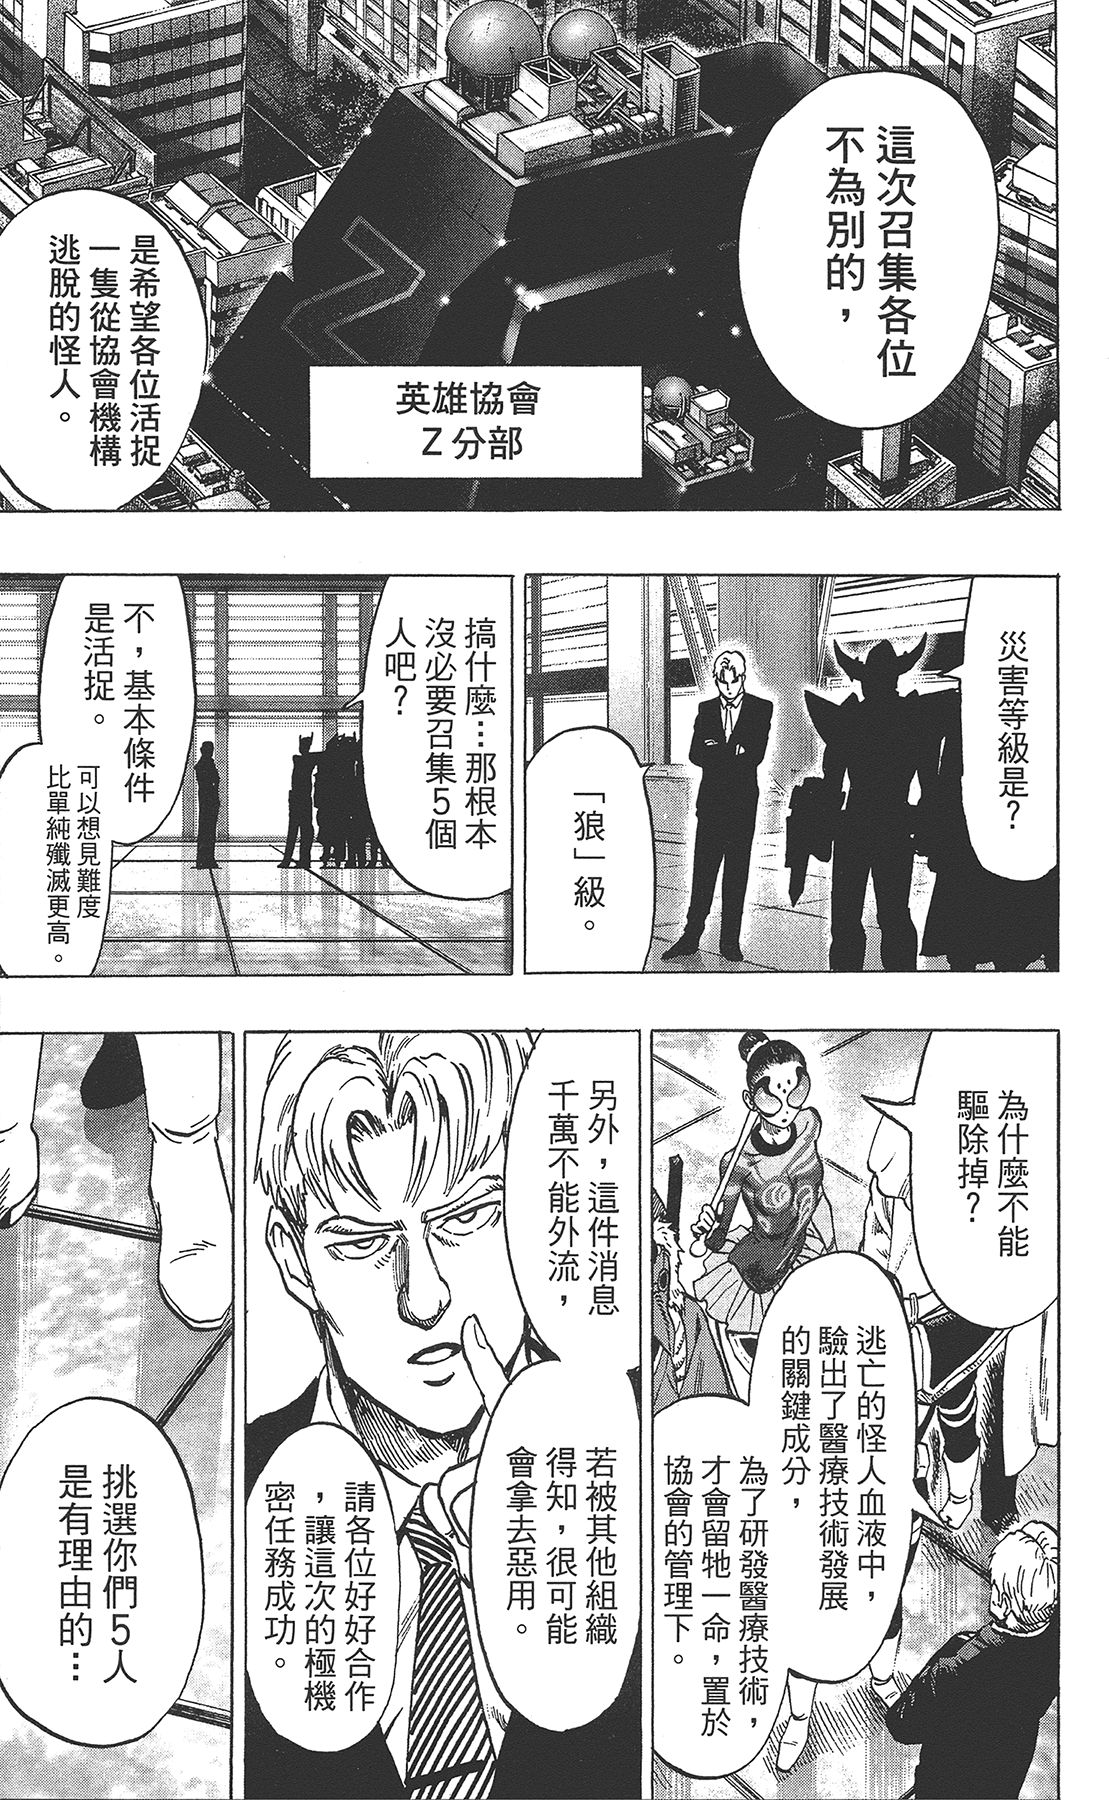 這次召集各位
不為別的，
是希望各位活捉
一隻從協會機構
逃脫的怪人。
英雄協會
Z分部
災害等級是？
「狼」級。
搞什麼…那根本
沒必要召集5個
人吧？
不，基本條件
是活捉。
可以想見難度
比單純殲滅更高。
為什麼不能
驅除掉？
逃亡的怪人血液中，
驗出了醫療技術發展
的關鍵成分，
為了研發醫療技術，
才會留牠一命，置於
協會的管理下。
另外，這件消息
千萬不能外流，
若被其他組織
得知，很可能
會拿去惡用。
請各位好好合作
，讓這次的極機
密任務成功。
挑選你們5人
是有理由的…